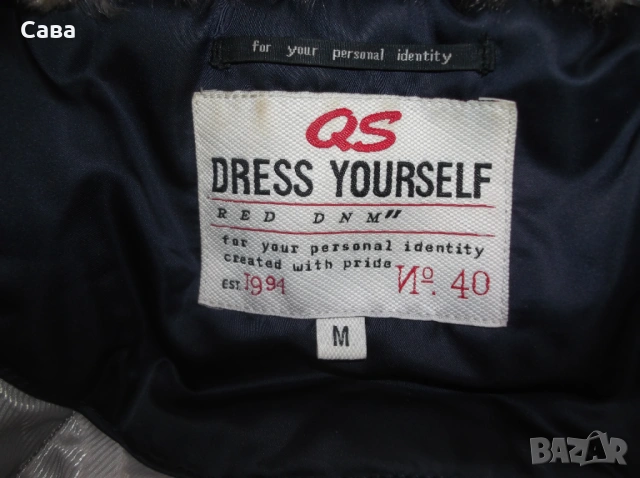 Caba
for your personal identity
QS
DRESS YOURSELF
RED DNM"
for your personal identity
created with pride
EST. 1994 Nº. 40
M
BAZAR